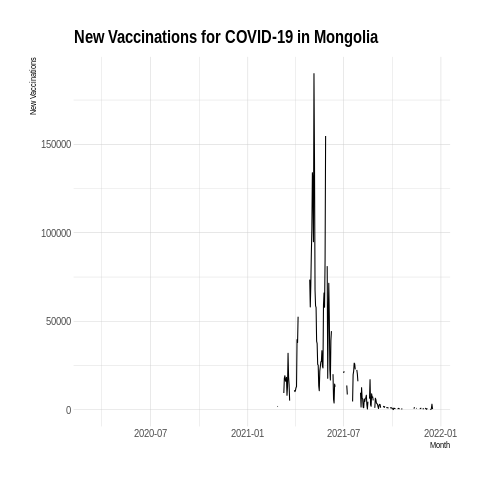 New Vaccinations for COVID-19 in Mongolia
New Vaccinations
150000
100000
50000
0
2020-07
2021-01
2021-07
2022-01
Month